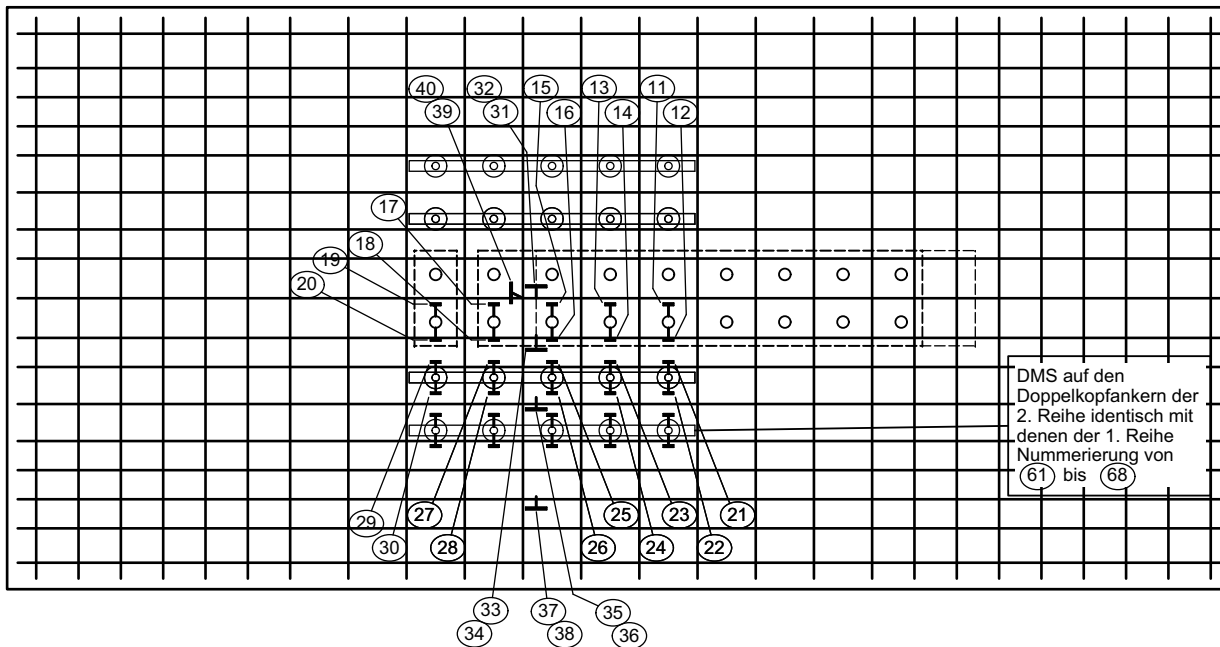 40 32 15 13 11
39 31 16 14 12
17
18
19
20
DMS auf den
Doppelkopfankern der
2. Reihe identisch mit
denen der 1. Reihe
Nummerierung von
61 bis 68
29 27 25 23 21
30 28 26 24 22
33 37 35
34 38 36